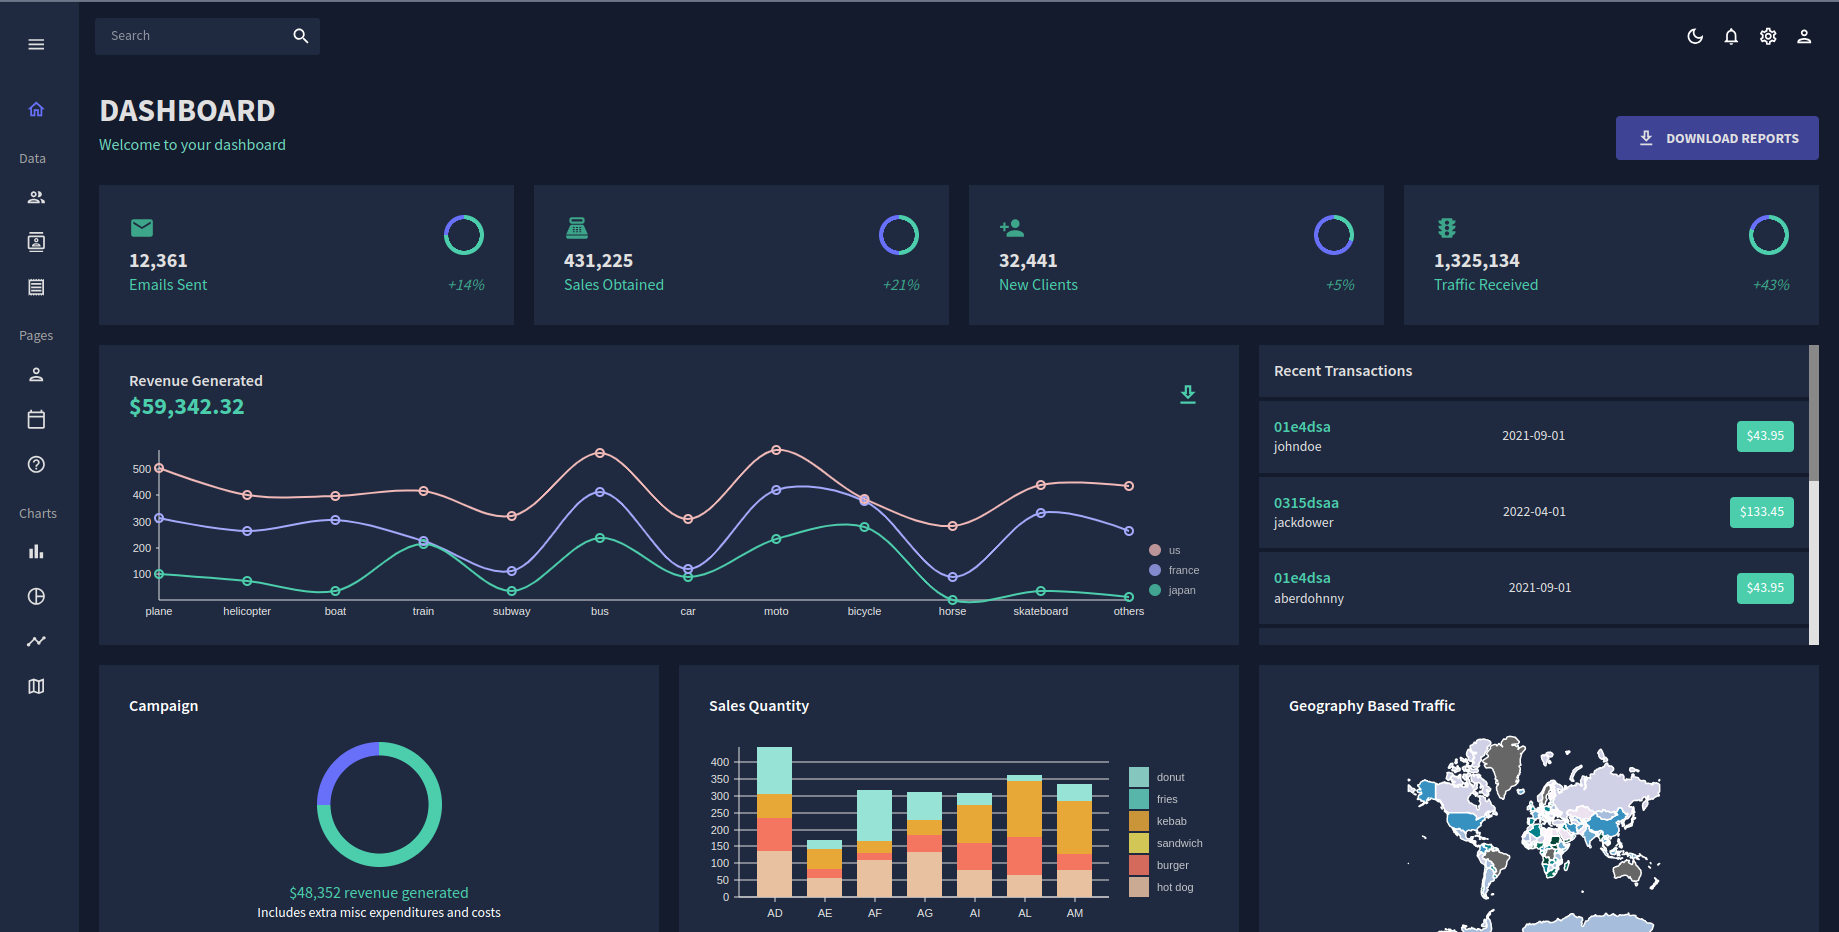 Search
DASHBOARD
Welcome to your dashboard
DOWNLOAD REPORTS
Data
Pages
Charts
12,361
Emails Sent
+14%
431,225
Sales Obtained
+21%
32,441
New Clients
+5%
1,325,134
Traffic Received
+43%
Revenue Generated
$59,342.32
500
400
300
200
100
plane helicopter boat train subway bus car moto bicycle horse skateboard others
us
france
japan
Recent Transactions
01e4dsa
johndoe
2021-09-01
$43.95
0315dsaa
jackdower
2022-04-01
$133.45
01e4dsa
aberdohnny
2021-09-01
$43.95
Campaign
$48,352 revenue generated
Includes extra misc expenditures and costs
Sales Quantity
400
350
300
250
200
150
100
50
0
AD AE AF AG AI AL AM
donut
fries
kebab
sandwich
burger
hot dog
Geography Based Traffic